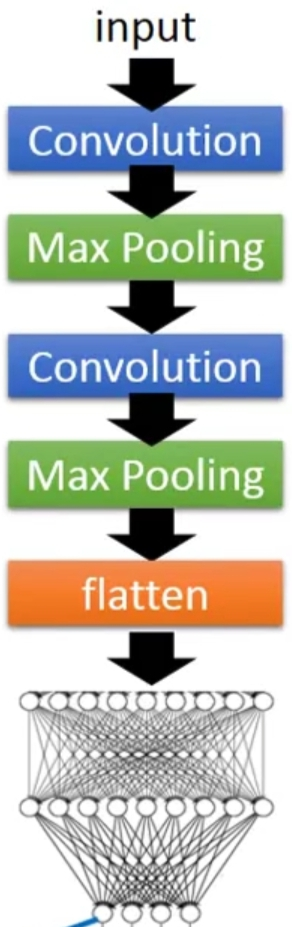 input
Convolution
Max Pooling
Convolution
Max Pooling
flatten